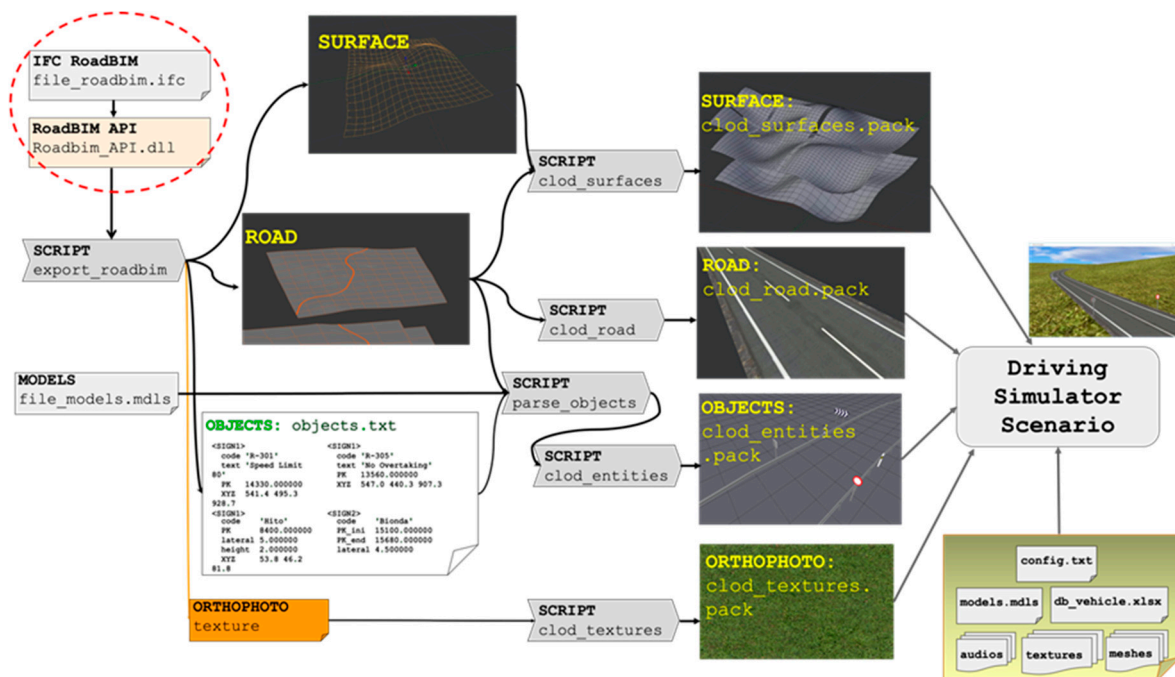 IFC RoadBIM
file_roadbim.ifc
RoadBIM API
Roadbim_API.dll
SCRIPT
export_roadbim
MODELS
file_models.mdls
SURFACE
ROAD
OBJECTS: objects.txt
<SIGN1>
code 'R-301'
text 'Speed Limit
80'
PK 14330.000000
XYZ 541.4 495.3
928.7
<SIGN1>
code 'R-305'
text 'No Overtaking'
PK 13560.000000
XYZ 547.0 440.3 907.3
<SIGN1>
code 'Hito'
PK 8400.000000
lateral 5.000000
height 2.000000
XYZ 53.8 46.2
81.8
<SIGN2>
code 'Bionda'
PK_ini 15100.000000
PK_end 15680.000000
lateral 4.500000
ORTHOPHOTO
texture
SCRIPT
clod_surfaces
SCRIPT
clod_road
SCRIPT
parse_objects
SCRIPT
clod_entities
SCRIPT
clod_textures
SURFACE:
clod_surfaces.pack
ROAD:
clod_road.pack
OBJECTS:
clod_entities
.pack
ORTHOPHOTO:
clod_textures.
pack
Driving
Simulator
Scenario
config.txt
models.mdls
db_vehicle.xlsx
audios
textures
meshes